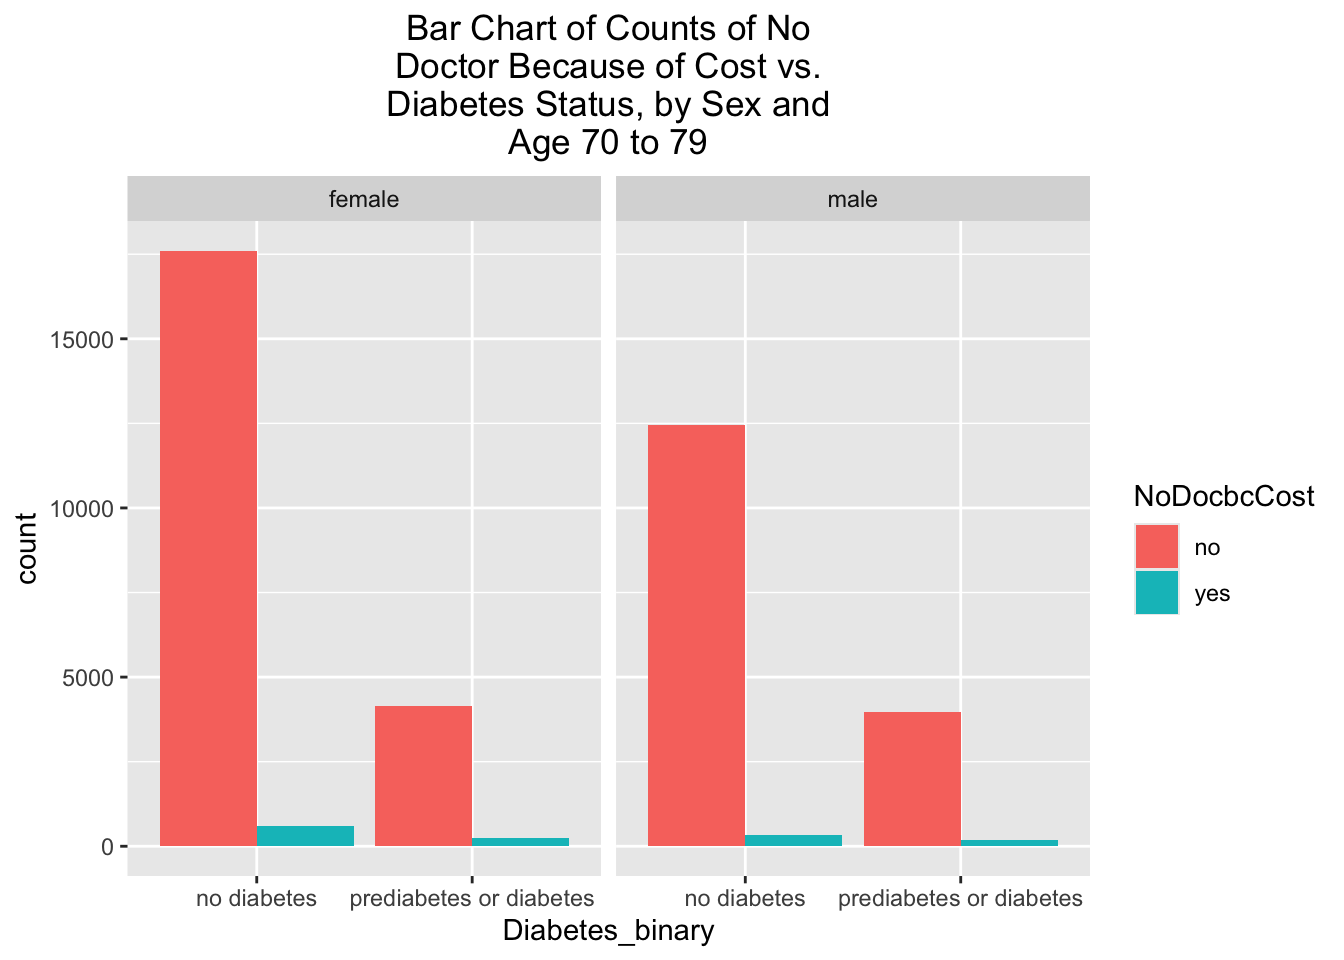 Bar Chart of Counts of No
Doctor Because of Cost vs.
Diabetes Status, by Sex and
Age 70 to 79
female
male
15000
10000
5000
0
count
no diabetes
prediabetes or diabetes
no diabetes
prediabetes or diabetes
Diabetes_binary
NoDocbcCost
no
yes